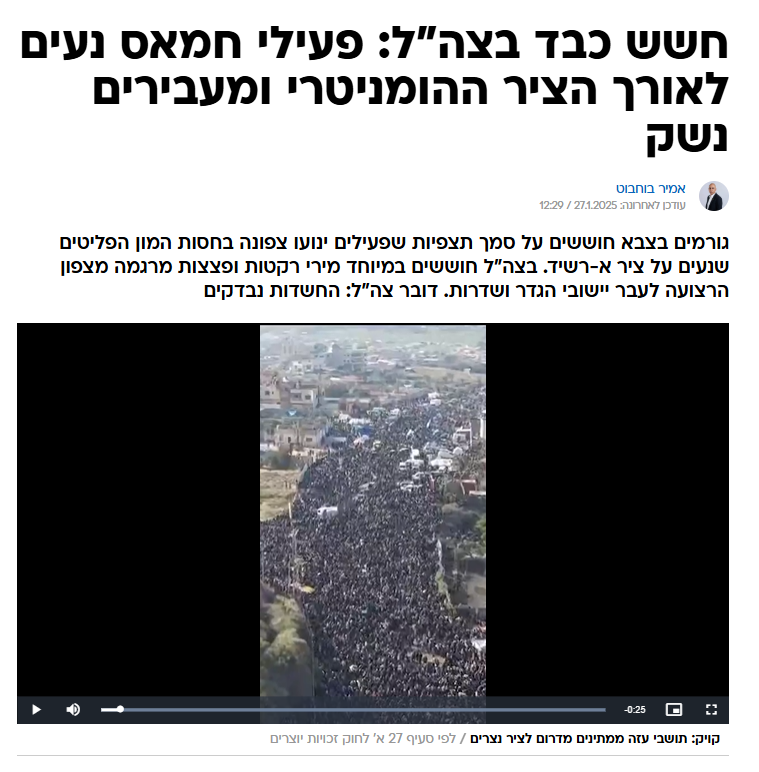 חשש כבד בצה"ל: פעילי חמאס נעים
לאורך הציר ההומניטרי ומעבירים
נשק
אמיר בוחבוט
עודכן לאחרונה: 27.1.2025 / 12:29
גורמים בצבא חוששים על סמך תצפיות שפעילים ינועו צפונה בחסות המון הפליטים
שנעים על ציר א-רשיד. בצה"ל חוששים במיוחד מירי רקטות ופצצות מרגמה מצפון
הרצועה לעבר יישובי הגדר ושדרות. דובר צה"ל: החשדות נבדקים
-0:25
קויק: תושבי עזה ממתינים מדרום לציר נצרים / לפי סעיף 27 א' לחוק זכויות יוצרים